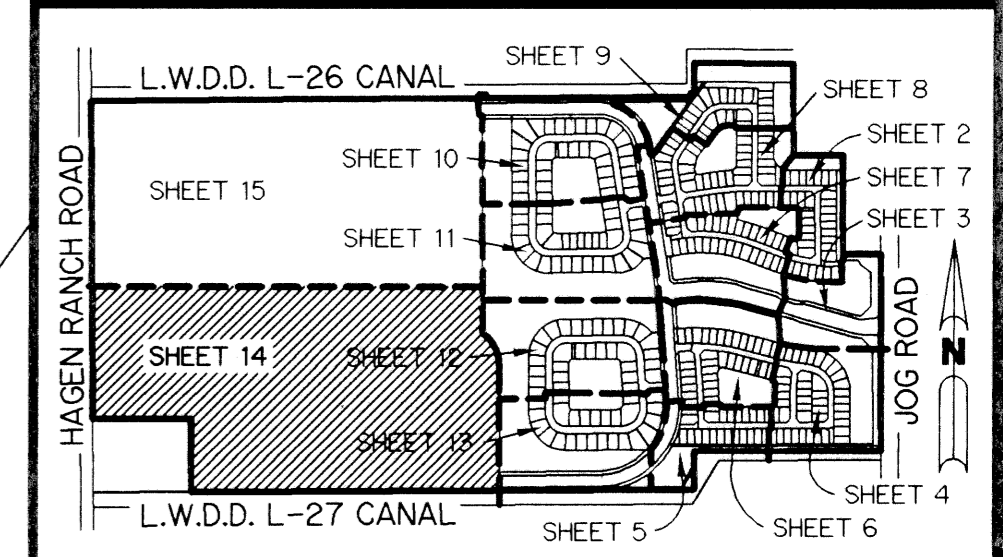 SHEET 9
L.W.D.D. L-26 CANAL
SHEET 8
SHEET 2
SHEET 10
SHEET 7
SHEET 15
SHEET 3
SHEET 11
HAGEN RANCH ROAD
JOG ROAD
N
SHEET 14
SHEET 12
SHEET 13
SHEET 4
L.W.D.D. L-27 CANAL
SHEET 5
SHEET 6